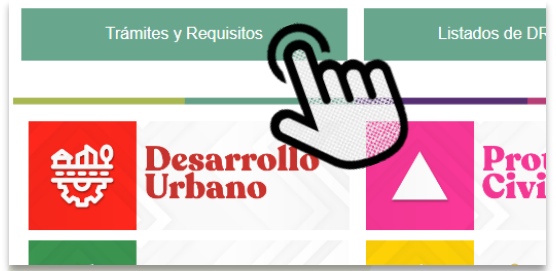 Trámites y Requisitos
Listados de DR
Desarrollo
Urbano
Pro
Civi